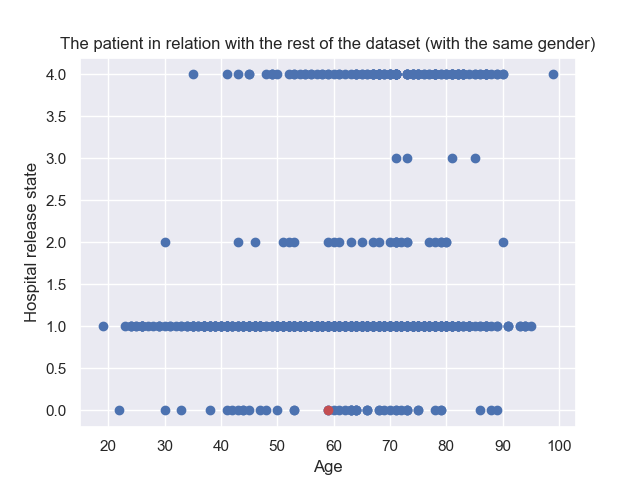 The patient in relation with the rest of the dataset (with the same gender)
Hospital release state
4.0
3.5
3.0
2.5
2.0
1.5
1.0
0.5
0.0
20 30 40 50 60 70 80 90 100
Age